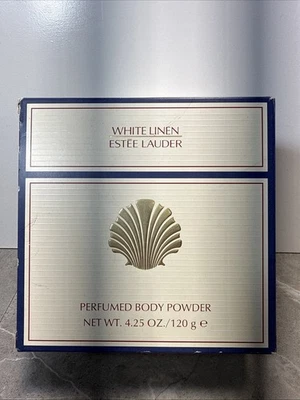 WHITE LINEN
ESTĒE LAUDER
PERFUMED BODY POWDER
NET WT. 4.25 OZ./120 g ℮